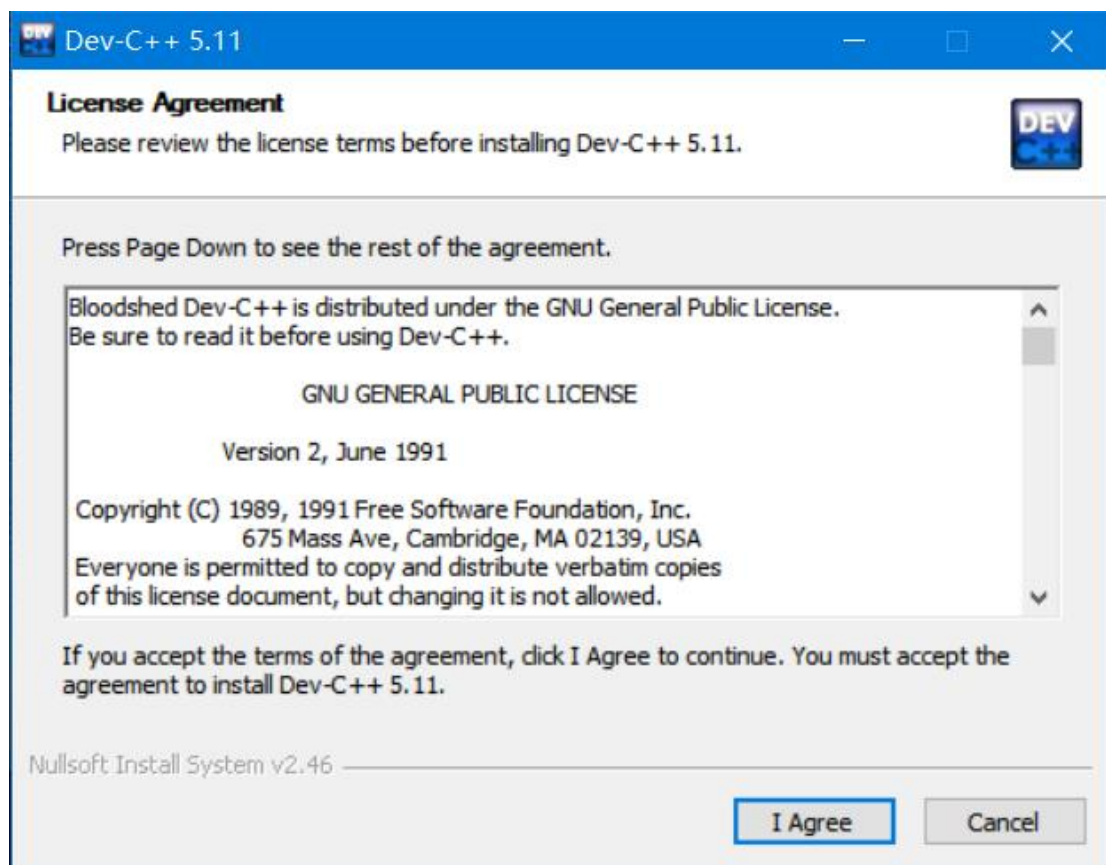 DEV C++ Dev-C++ 5.11
License Agreement
Please review the license terms before installing Dev-C++ 5.11.
DEV
C++
Press Page Down to see the rest of the agreement.
Bloodshed Dev-C++ is distributed under the GNU General Public License.
Be sure to read it before using Dev-C++.
GNU GENERAL PUBLIC LICENSE
Version 2, June 1991
Copyright (C) 1989, 1991 Free Software Foundation, Inc.
675 Mass Ave, Cambridge, MA 02139, USA
Everyone is permitted to copy and distribute verbatim copies
of this license document, but changing it is not allowed.
If you accept the terms of the agreement, click I Agree to continue. You must accept the
agreement to install Dev-C++ 5.11.
Nullsoft Install System v2.46
I Agree Cancel